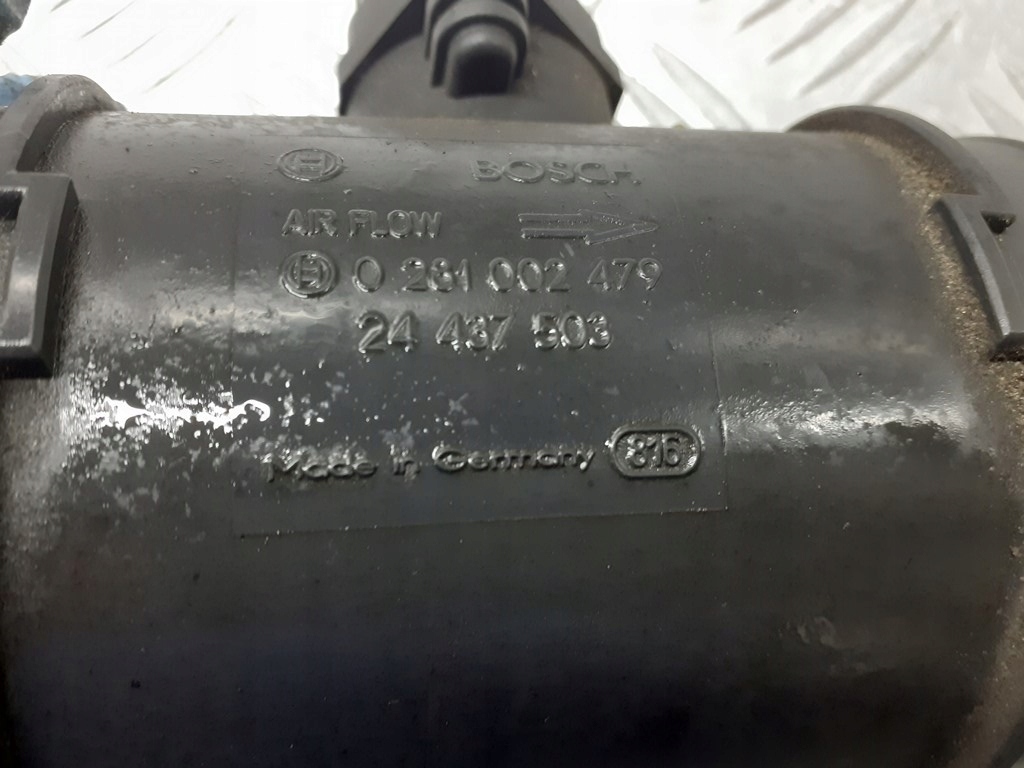 BOSCH
AIR FLOW
0 281 002 479
24 437 503
Made in Germany 816